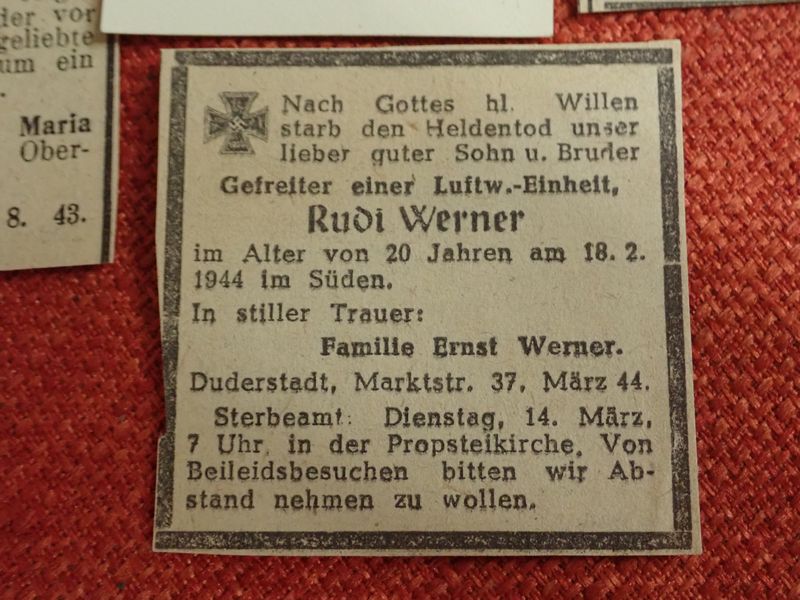 der vor
geliebte
um ein
Maria
Ober-
8. 43.
Nach Gottes hl. Willen
starb den Heldentod unser
lieber guter Sohn u. Bruder
Gefreiter einer Luftw.-Einheit,
Rudi Werner
im Alter von 20 Jahren am 18. 2.
1944 im Süden.
In stiller Trauer:
Familie Ernst Werner.
Duderstadt, Marktstr. 37, März 44.
Sterbeamt: Dienstag, 14. März,
7 Uhr, in der Propsteikirche. Von
Beileidsbesuchen bitten wir Ab-
stand nehmen zu wollen.